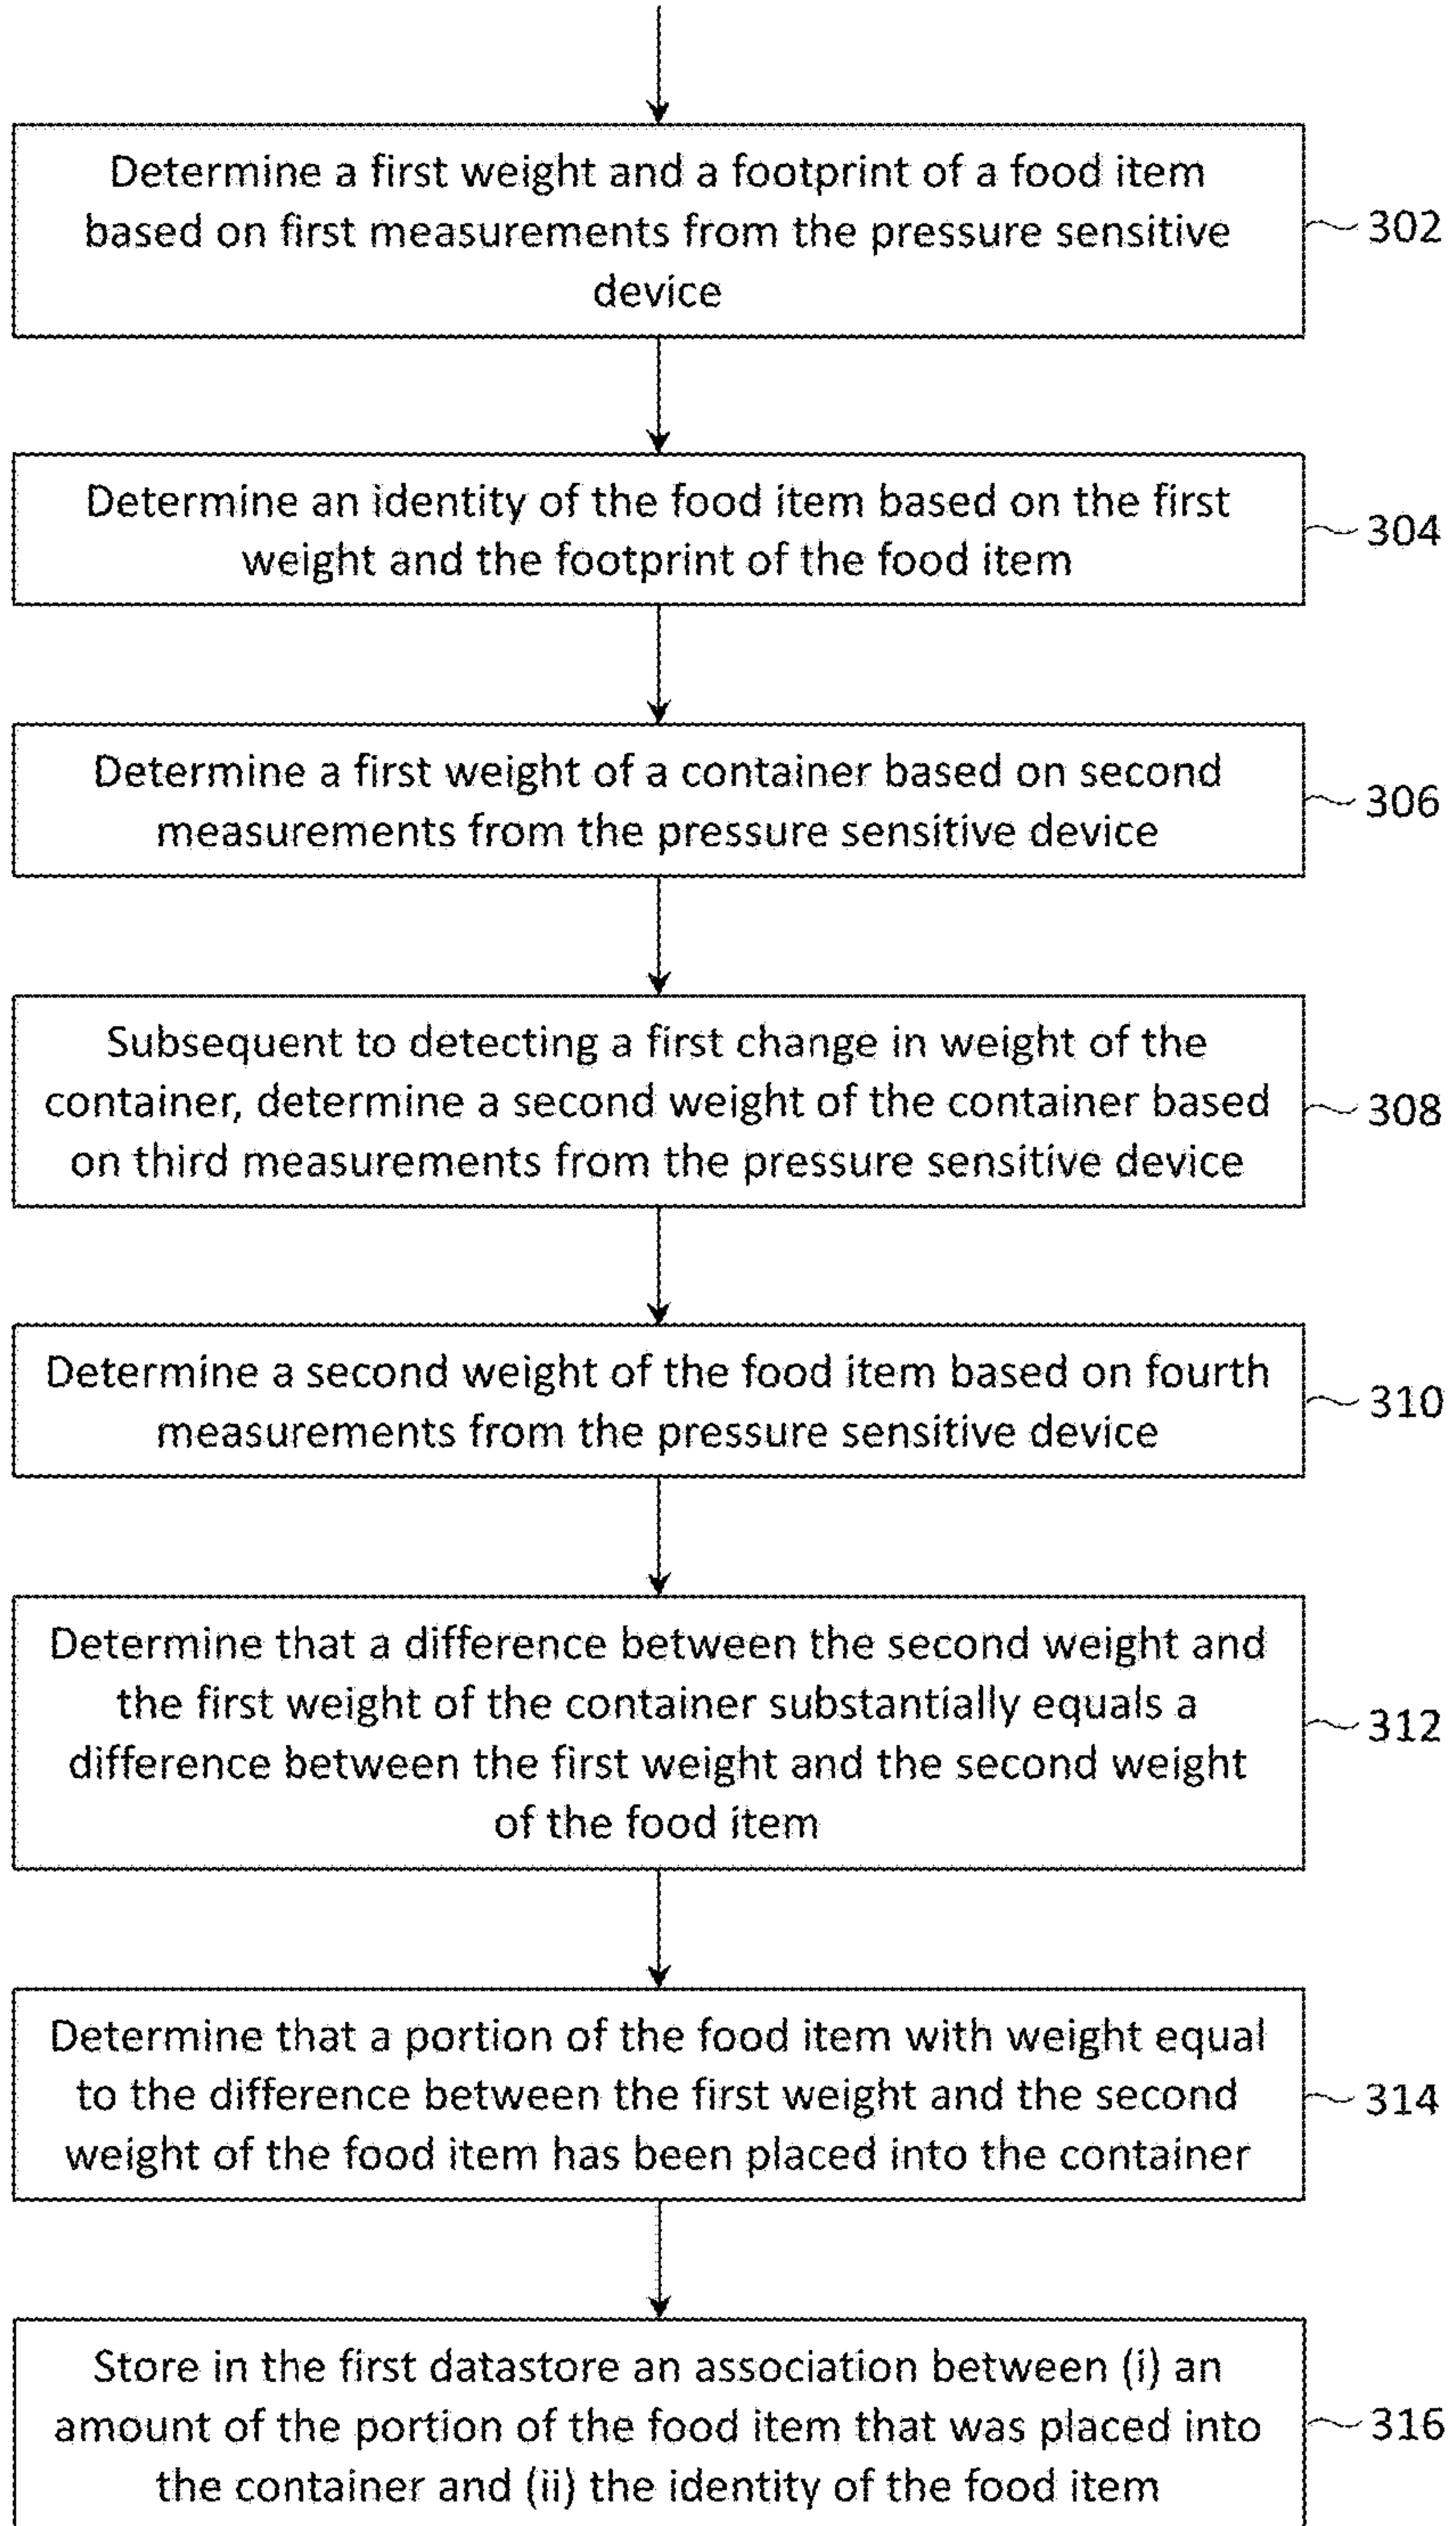 Determine a first weight and a footprint of a food item
based on first measurements from the pressure sensitive
device
302
Determine an identity of the food item based on the first
weight and the footprint of the food item
304
Determine a first weight of a container based on second
measurements from the pressure sensitive device
306
Subsequent to detecting a first change in weight of the
container, determine a second weight of the container based
on third measurements from the pressure sensitive device
308
Determine a second weight of the food item based on fourth
measurements from the pressure sensitive device
310
Determine that a difference between the second weight and
the first weight of the container substantially equals a
difference between the first weight and the second weight
of the food item
312
Determine that a portion of the food item with weight equal
to the difference between the first weight and the second
weight of the food item has been placed into the container
314
Store in the first datastore an association between (i) an
amount of the portion of the food item that was placed into
the container and (ii) the identity of the food item
316